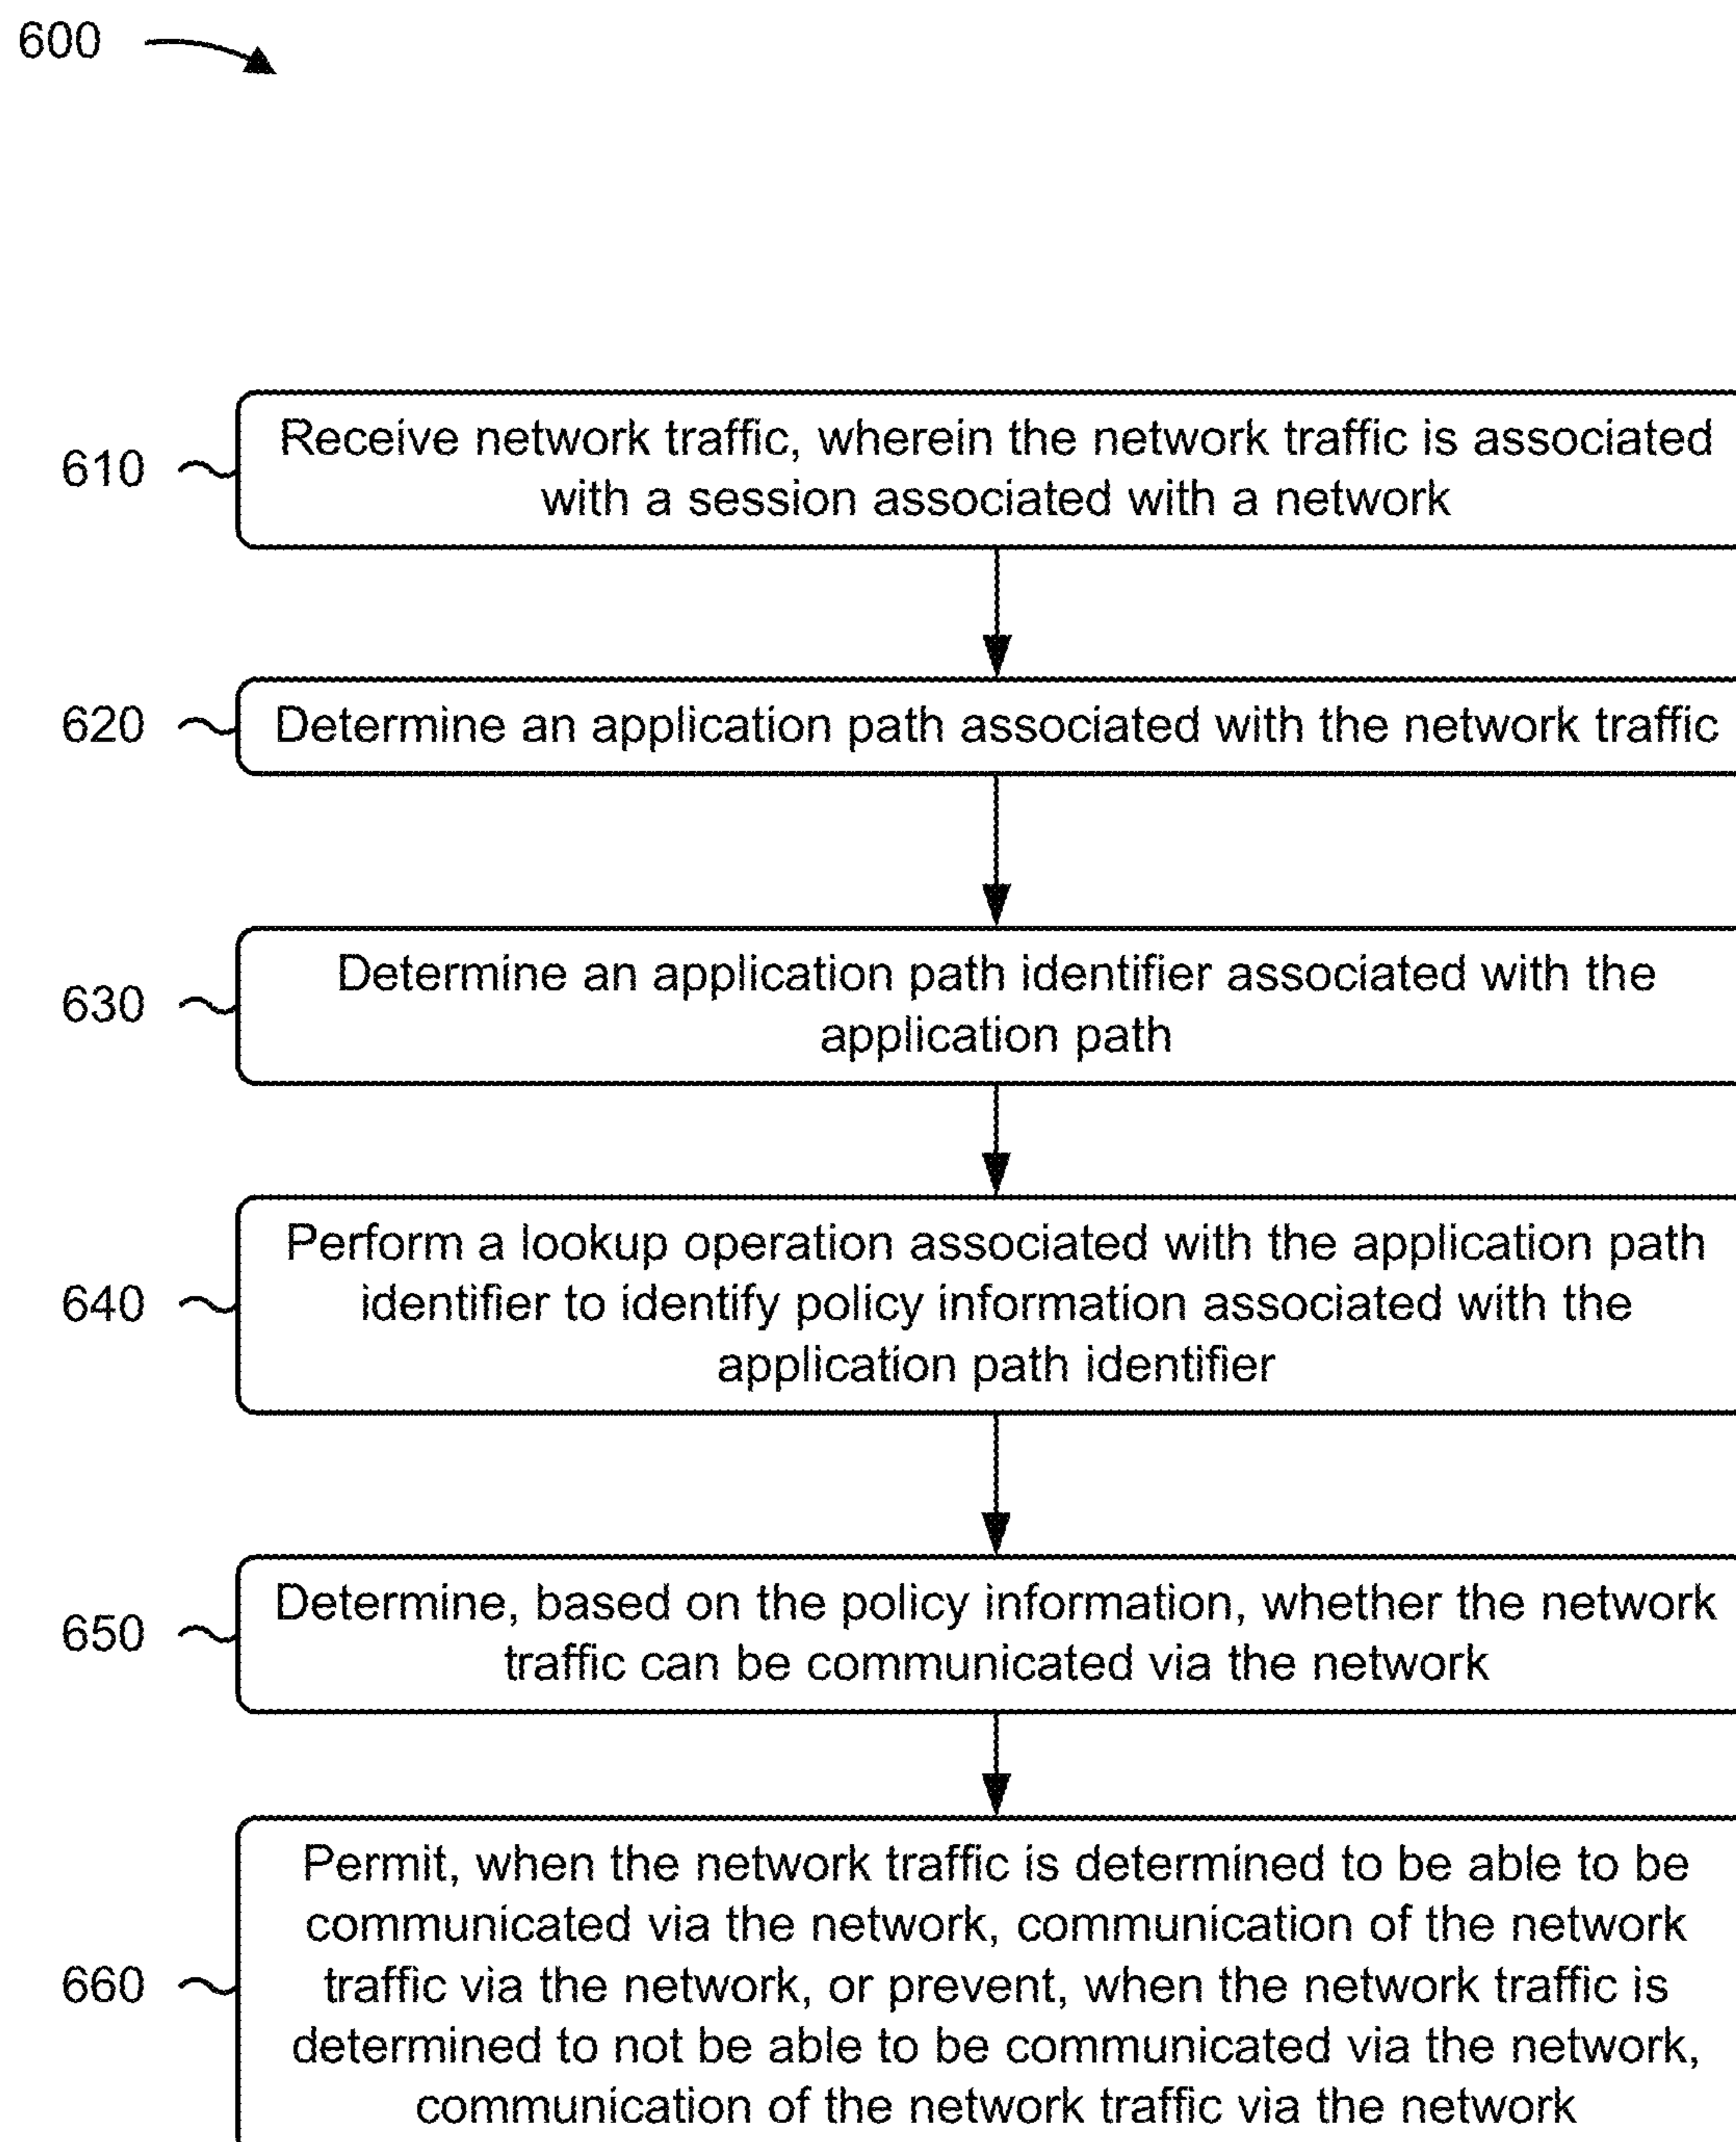 600
610
Receive network traffic, wherein the network traffic is associated
with a session associated with a network
620
Determine an application path associated with the network traffic
630
Determine an application path identifier associated with the
application path
640
Perform a lookup operation associated with the application path
identifier to identify policy information associated with the
application path identifier
650
Determine, based on the policy information, whether the network
traffic can be communicated via the network
660
Permit, when the network traffic is determined to be able to be
communicated via the network, communication of the network
traffic via the network, or prevent, when the network traffic is
determined to not be able to be communicated via the network,
communication of the network traffic via the network